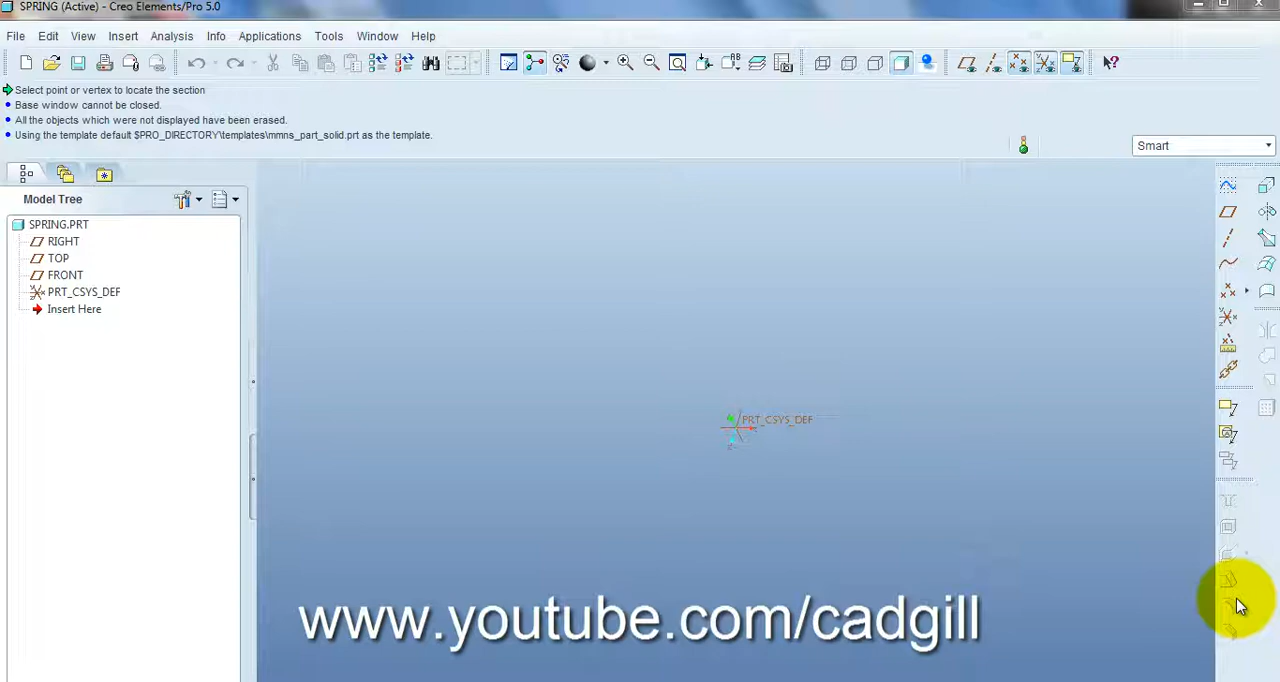 SPRING (Active) - Creo Elements/Pro 5.0
File Edit View Insert Analysis Info Applications Tools Window Help
Select point or vertex to locate the section
Base window cannot be closed.
All the objects which were not displayed have been erased.
Using the template default $PRO_DIRECTORY\templates\mmns_part_solid.prt as the template.
Smart
Model Tree
SPRING.PRT
RIGHT
TOP
FRONT
PRT_CSYS_DEF
Insert Here
PRT_CSYS_DEF
www.youtube.com/cadgill